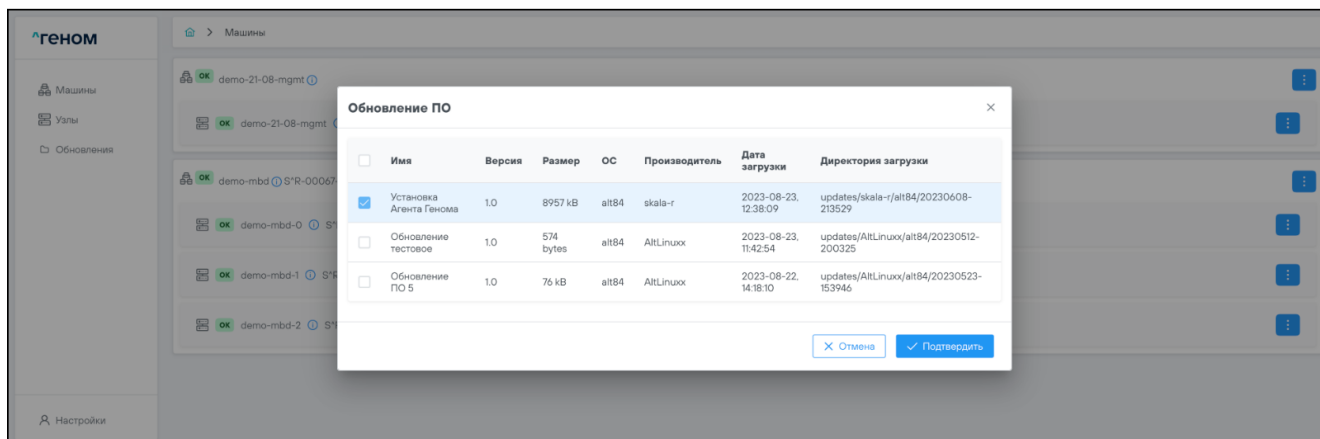 ^геном
Машины
Машины
Узлы
Обновления
Настройки
OK demo-21-08-mgmt
OK demo-21-08-mgmt
OK demo-mbd S*R-00067-
OK demo-mbd-0
OK demo-mbd-1
OK demo-mbd-2
Обновление ПО
Имя Версия Размер ОС Производитель Дата загрузки Директория загрузки
Установка Агента Генома 1.0 8957 kB alt84 skala-r 2023-08-23, 12:38:09 updates/skala-r/alt84/20230608-213529
Обновление тестовое 1.0 574 bytes alt84 AltLinuxx 2023-08-23, 11:42:54 updates/AltLinuxx/alt84/20230512-200325
Обновление ПО 5 1.0 76 kB alt84 AltLinuxx 2023-08-22, 14:18:10 updates/AltLinuxx/alt84/20230523-153946
Отмена
Подтвердить